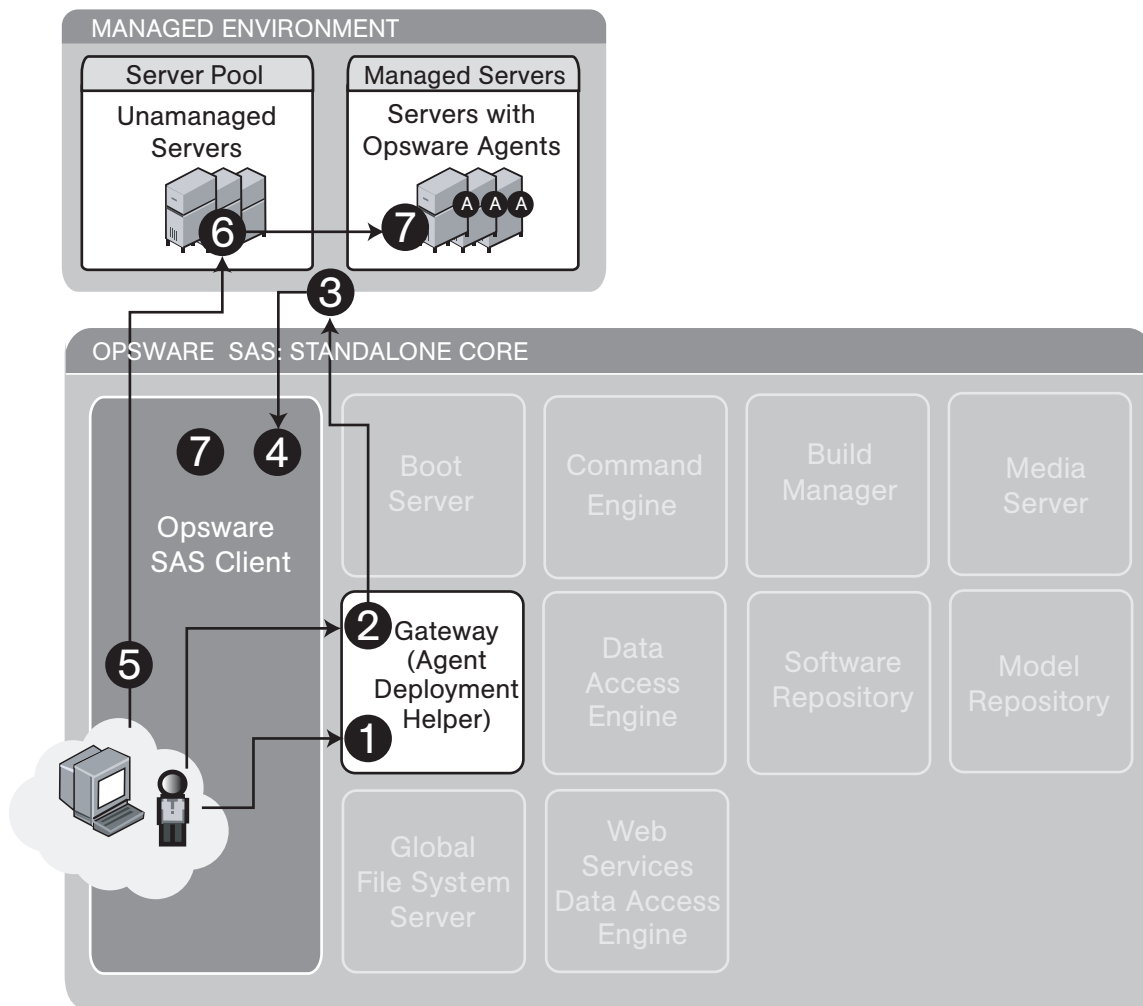 MANAGED ENVIRONMENT
Server Pool
Unamanaged
Servers
6
Managed Servers
Servers with
Opsware Agents
A A A
7
3
OPSWARE SAS: STANDALONE CORE
7
4
Opsware
SAS Client
5
Boot
Server
Command
Engine
Build
Manager
Media
Server
2
Gateway
(Agent
Deployment
Helper)
1
Data
Access
Engine
Software
Repository
Model
Repository
Global
File System
Server
Web
Services
Data Access
Engine